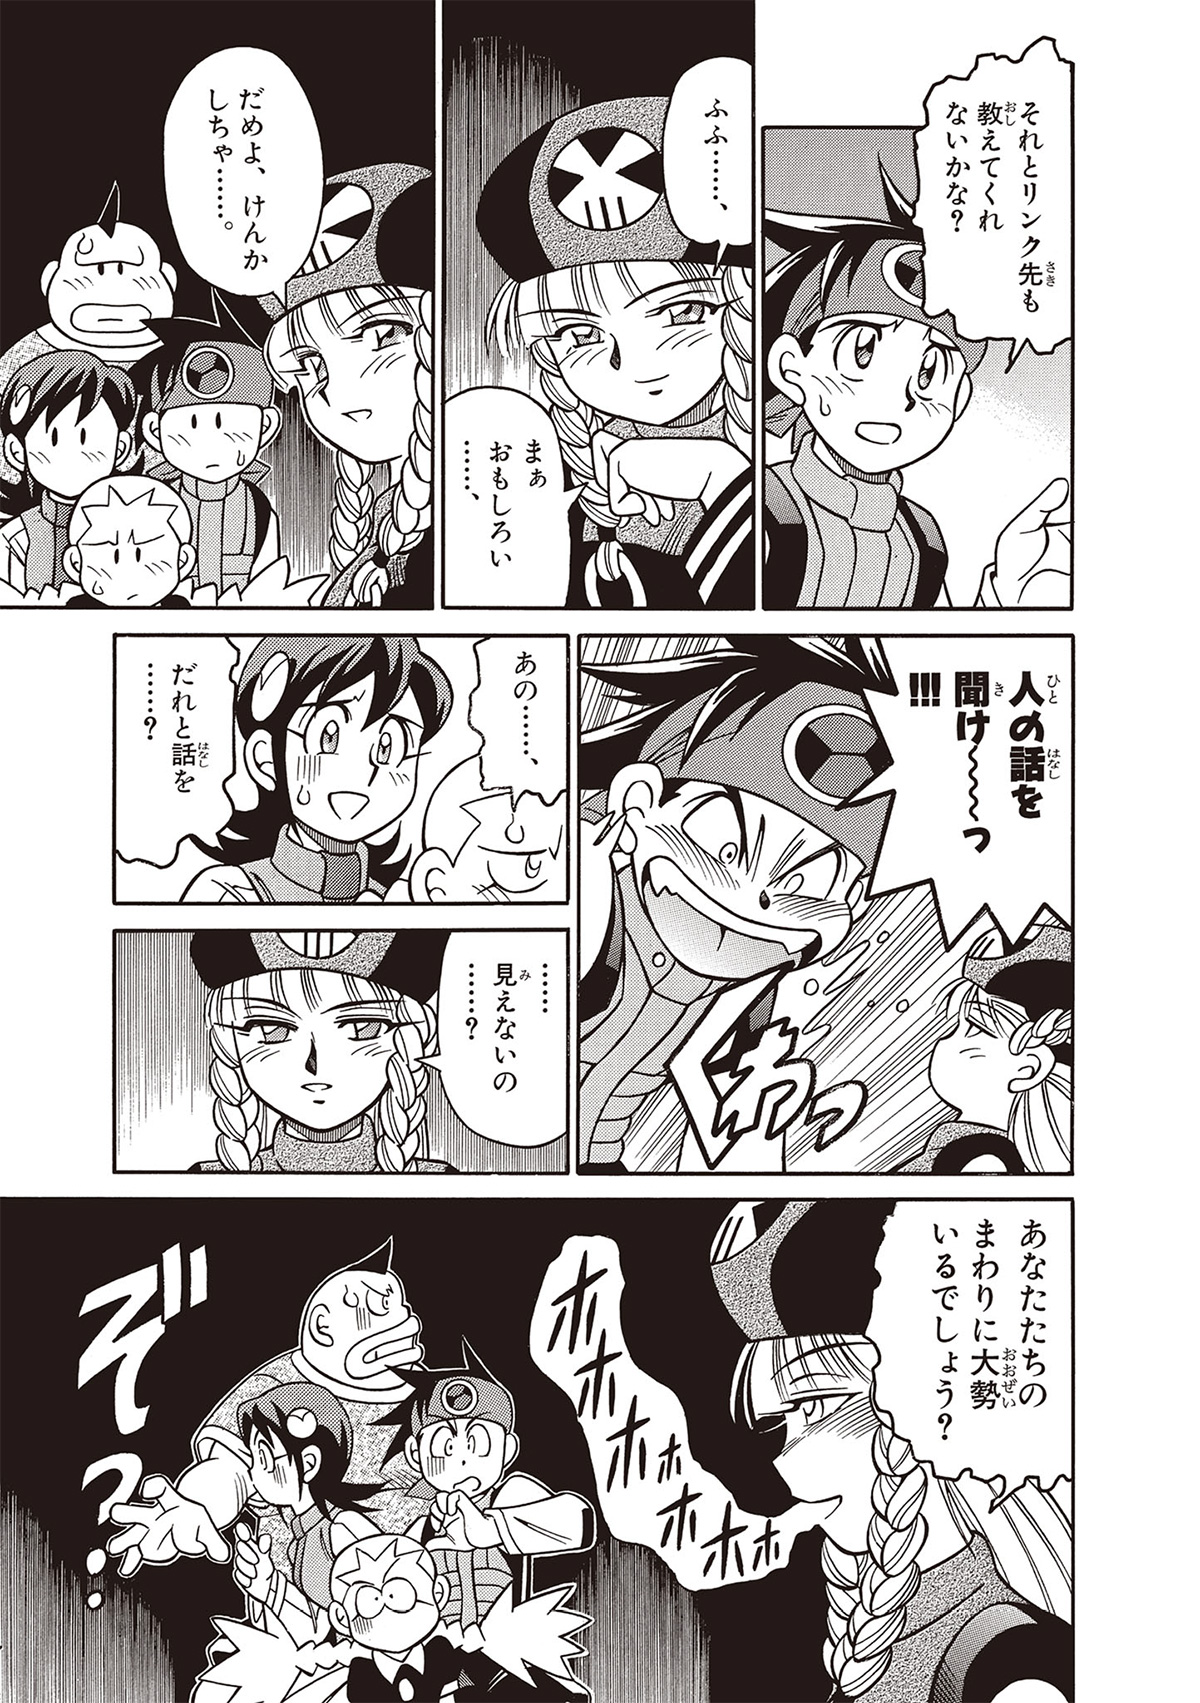 それとリンク先も
教えてくれ
ないかな?
ふふ……、
まぁ
おもしろい
……、
だめよ、けんか
しちゃ……。
人の話を
聞け〜〜〜っ
!!!
くわっ
あの……、
だれと話を
……?
……
見えないの
……?
あなたたちの
まわりに大勢
いるでしょう?
ホホホホホホホ
ぞ〜?